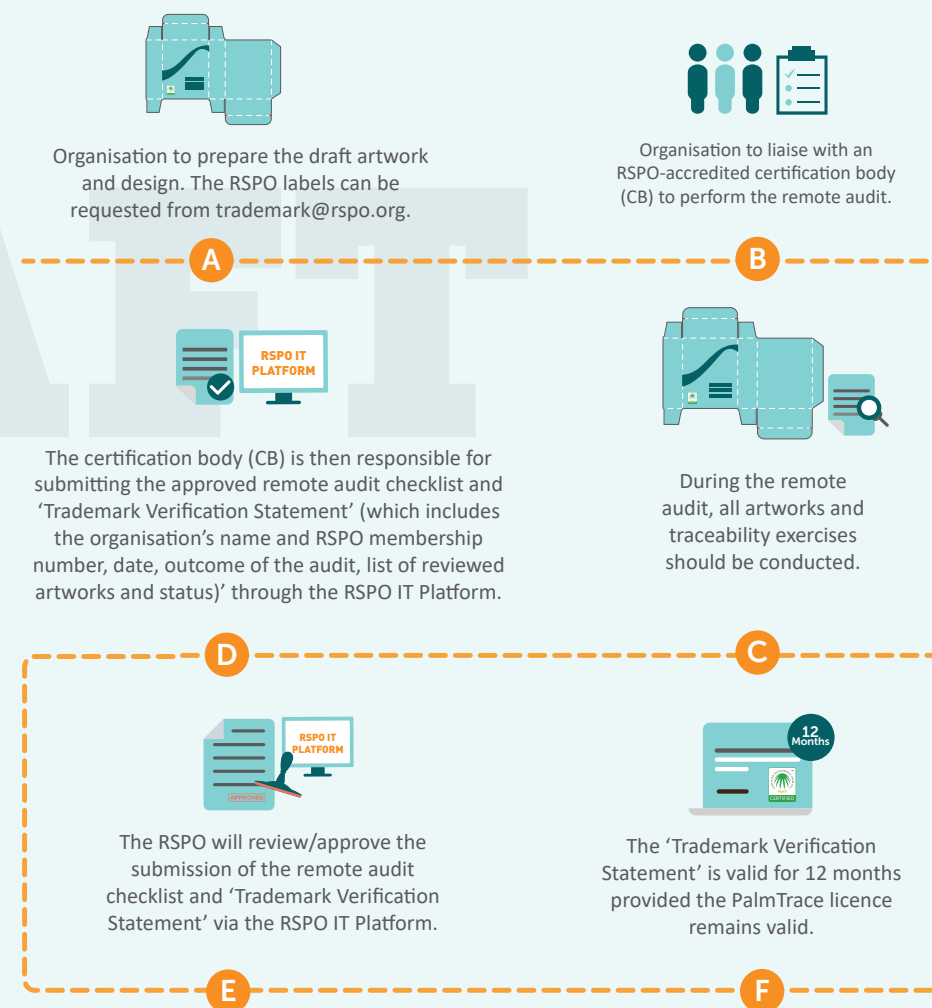 Organisation to prepare the draft artwork
and design. The RSPO labels can be
requested from trademark@rspo.org.
A
Organisation to liaise with an
RSPO-accredited certification body
(CB) to perform the remote audit.
B
During the remote
audit, all artworks and
traceability exercises
should be conducted.
C
RSPO IT
PLATFORM
The certification body (CB) is then responsible for
submitting the approved remote audit checklist and
‘Trademark Verification Statement’ (which includes
the organisation’s name and RSPO membership
number, date, outcome of the audit, list of reviewed
artworks and status)’ through the RSPO IT Platform.
D
RSPO IT
PLATFORM
APPROVED
The RSPO will review/approve the
submission of the remote audit
checklist and ‘Trademark Verification
Statement’ via the RSPO IT Platform.
E
12
Months
CERTIFIED
The ‘Trademark Verification
Statement’ is valid for 12 months
provided the PalmTrace licence
remains valid.
F
AFT